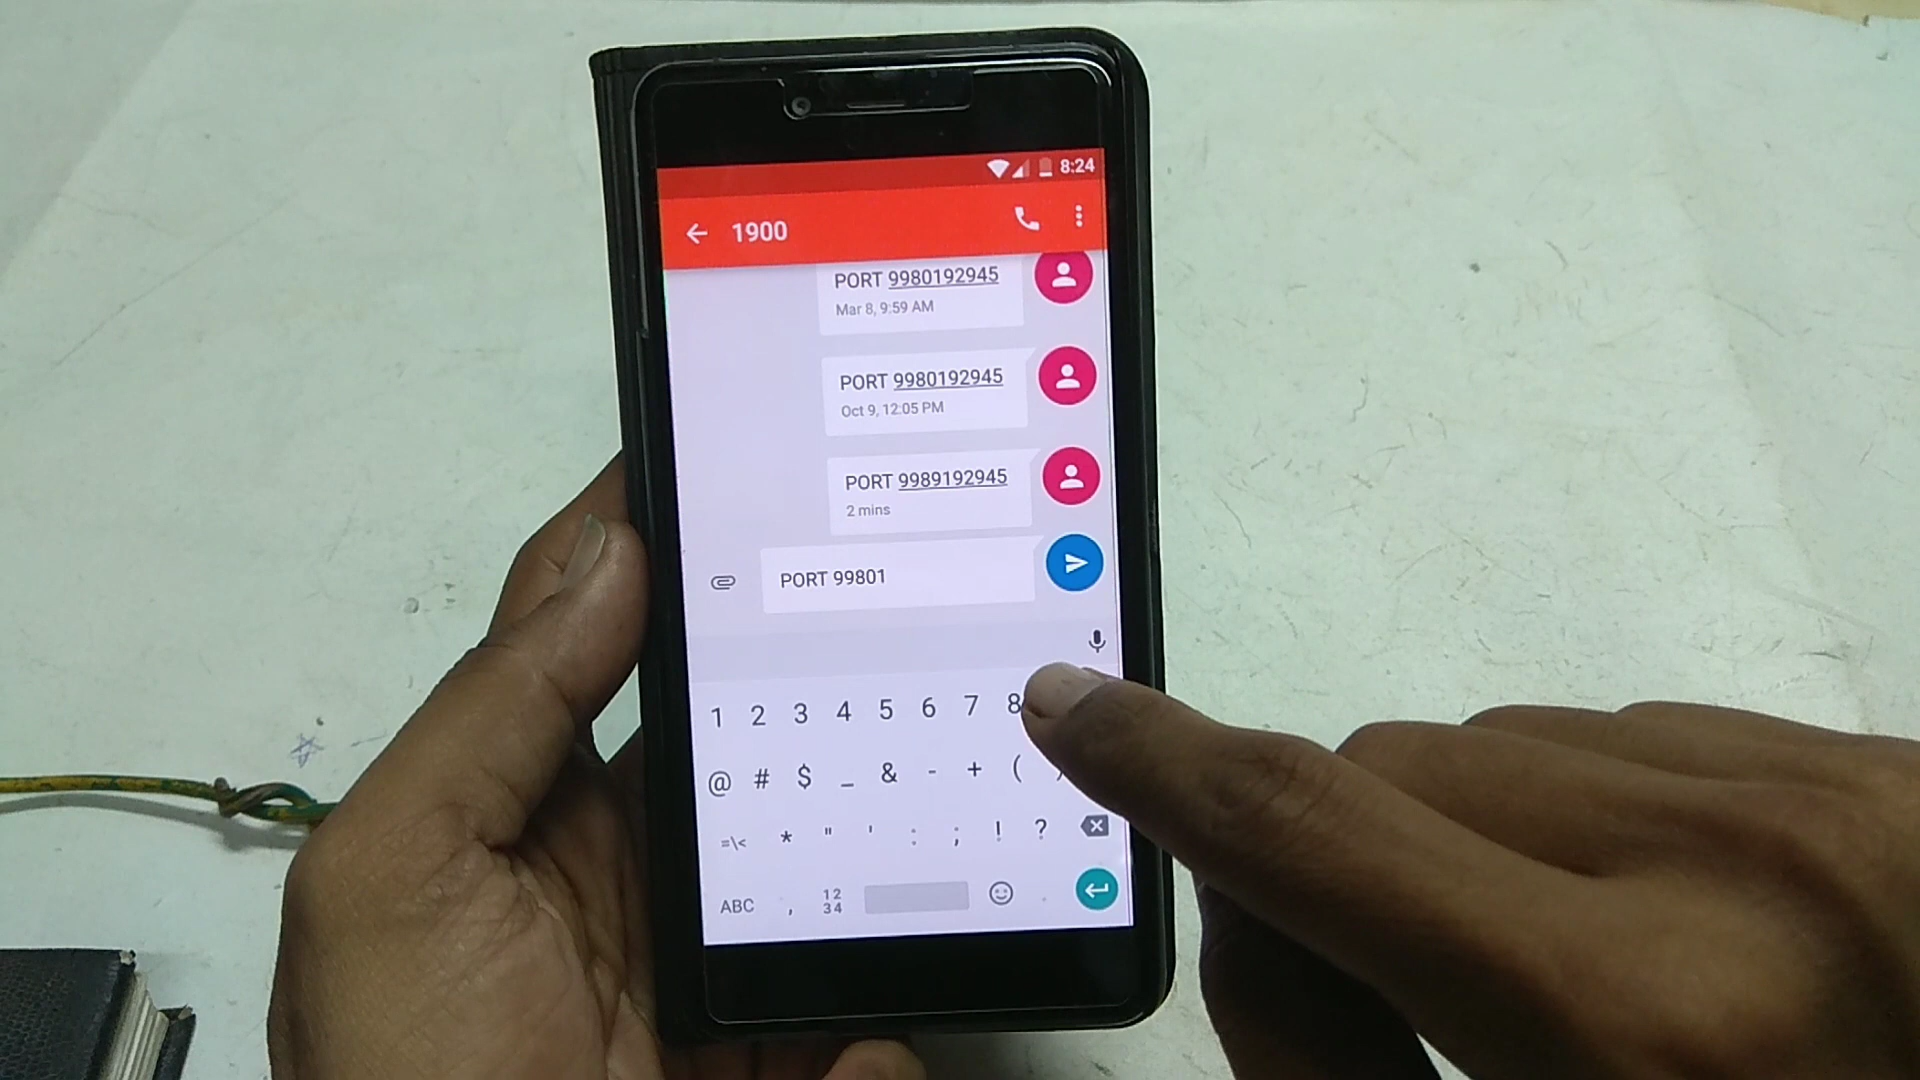 8:24
1900
PORT 9980192945
Mar 8, 9:59 AM
PORT 9980192945
Oct 9, 12:05 PM
PORT 9989192945
2 mins
PORT 99801
1 2 3 4 5 6 7 8
@ # $ _ & - + ( )
=\< * " ' : ; ! ?
ABC , 12 34 .